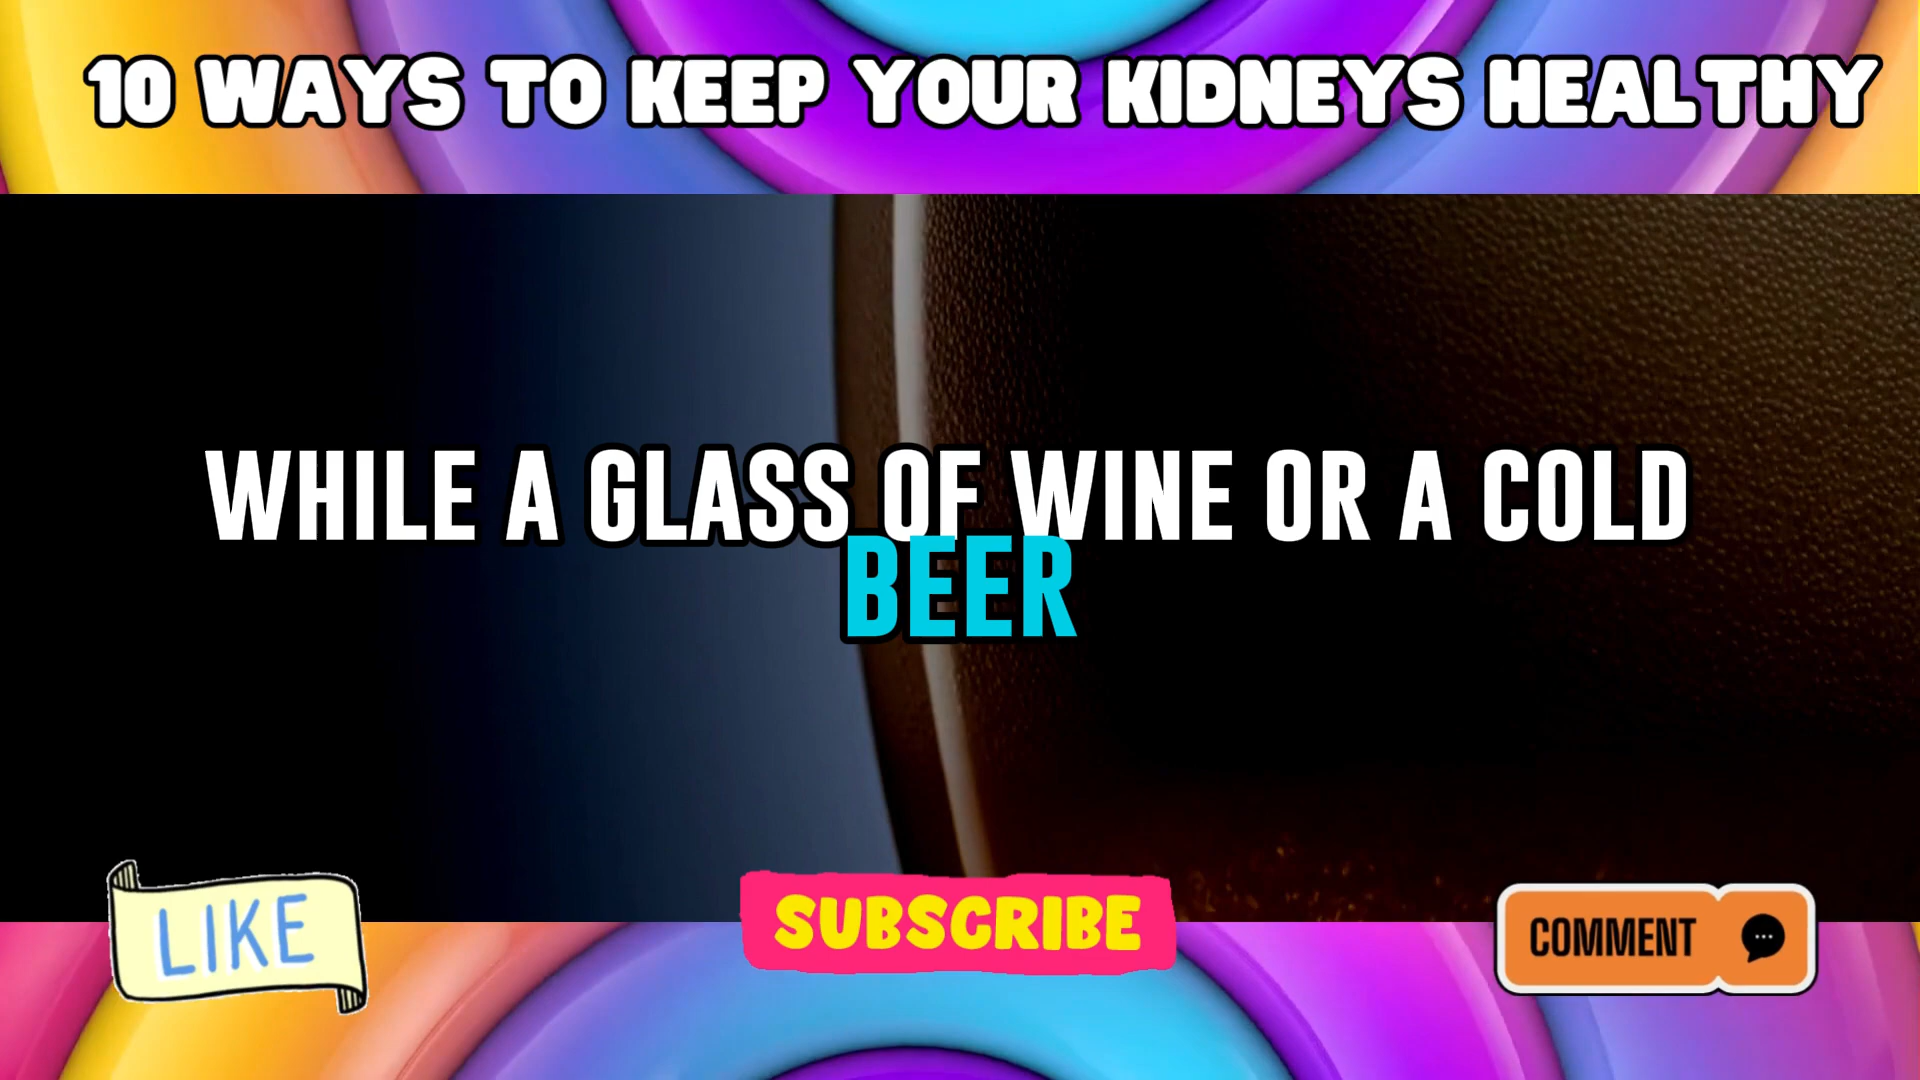 10 WAYS TO KEEP YOUR KIDNEYS HEALTHY
WHILE A GLASS OF WINE OR A COLD
BEER
LIKE
SUBSCRIBE
COMMENT